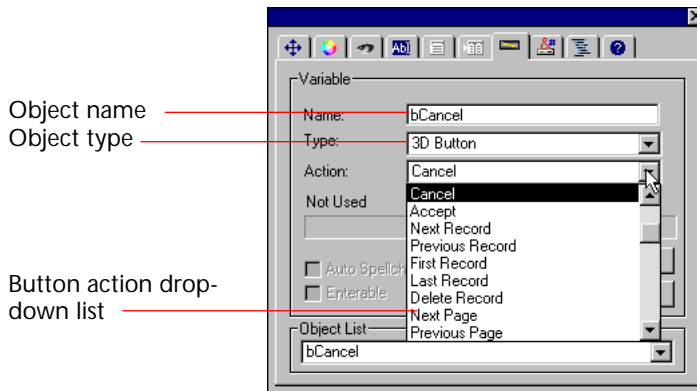 Ab
#
?
Variable
Object name
Name:
bCancel
Object type
Type:
3D Button
Action:
Cancel
Not Used
Cancel
Accept
Next Record
Previous Record
First Record
Auto Spellch
Last Record
Enterable
Delete Record
Button action drop-
down list
Next Page
Previous Page
Object List
bCancel